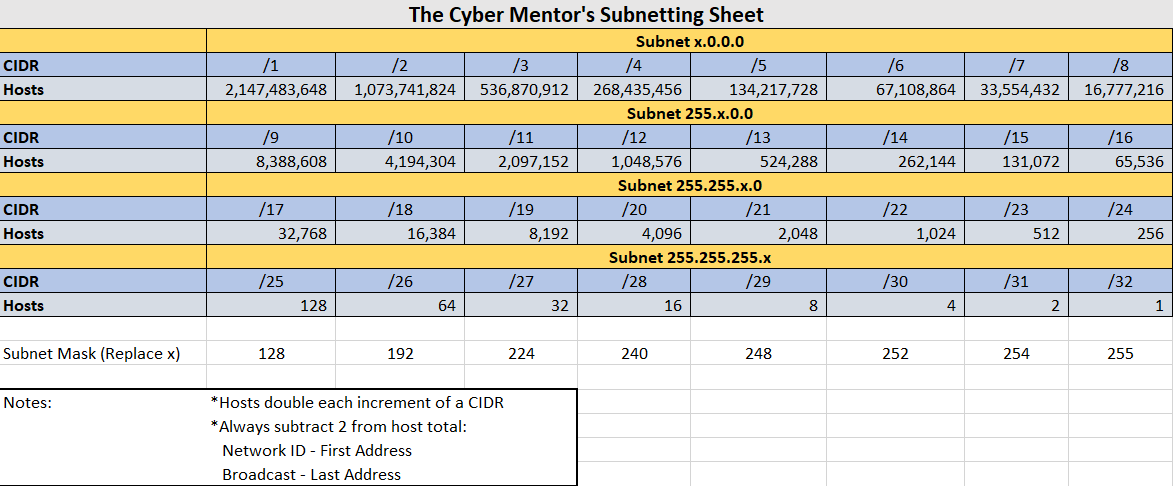 The Cyber Mentor's Subnetting Sheet
Subnet x.0.0.0
CIDR /1 /2 /3 /4 /5 /6 /7 /8
Hosts 2,147,483,648 1,073,741,824 536,870,912 268,435,456 134,217,728 67,108,864 33,554,432 16,777,216
Subnet 255.x.0.0
CIDR /9 /10 /11 /12 /13 /14 /15 /16
Hosts 8,388,608 4,194,304 2,097,152 1,048,576 524,288 262,144 131,072 65,536
Subnet 255.255.x.0
CIDR /17 /18 /19 /20 /21 /22 /23 /24
Hosts 32,768 16,384 8,192 4,096 2,048 1,024 512 256
Subnet 255.255.255.x
CIDR /25 /26 /27 /28 /29 /30 /31 /32
Hosts 128 64 32 16 8 4 2 1
Subnet Mask (Replace x) 128 192 224 240 248 252 254 255
Notes: *Hosts double each increment of a CIDR
*Always subtract 2 from host total:
Network ID - First Address
Broadcast - Last Address